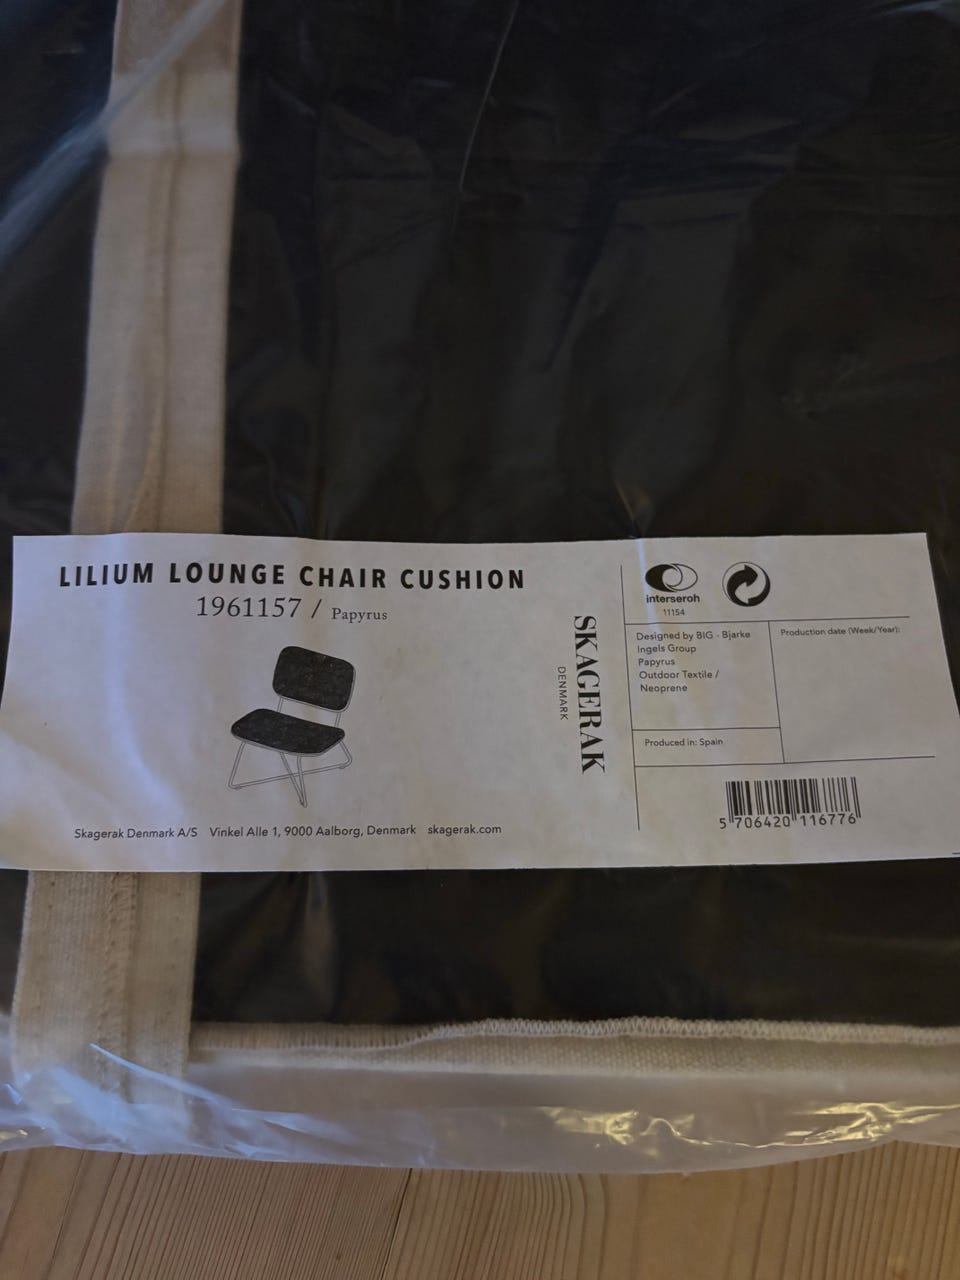 LILIUM LOUNGE CHAIR CUSHION
1961157 / Papyrus
Skagerak Denmark A/S Vinkel Alle 1, 9000 Aalborg, Denmark skagerak.com
SKAGERAK
DENMARK
interseroh
11154
Designed by BIG - Bjarke
Ingels Group
Papyrus
Outdoor Textile /
Neoprene
Production date (Week/Year):
Produced in: Spain
5 706420 116776